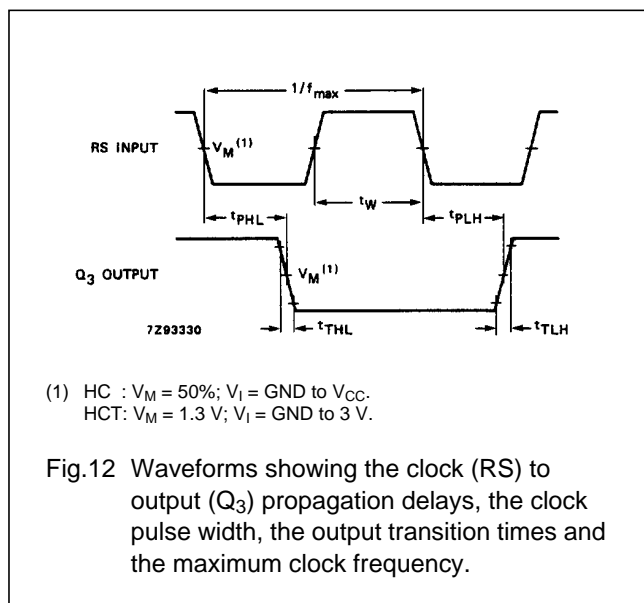 1/fmax
RS INPUT
VM(1)
tW
tPHL
tPLH
Q3 OUTPUT
VM(1)
7Z93330
tTHL
tTLH
(1) HC : VM = 50%; VI = GND to VCC.
HCT: VM = 1.3 V; VI = GND to 3 V.
Fig.12 Waveforms showing the clock (RS) to
output (Q3) propagation delays, the clock
pulse width, the output transition times and
the maximum clock frequency.